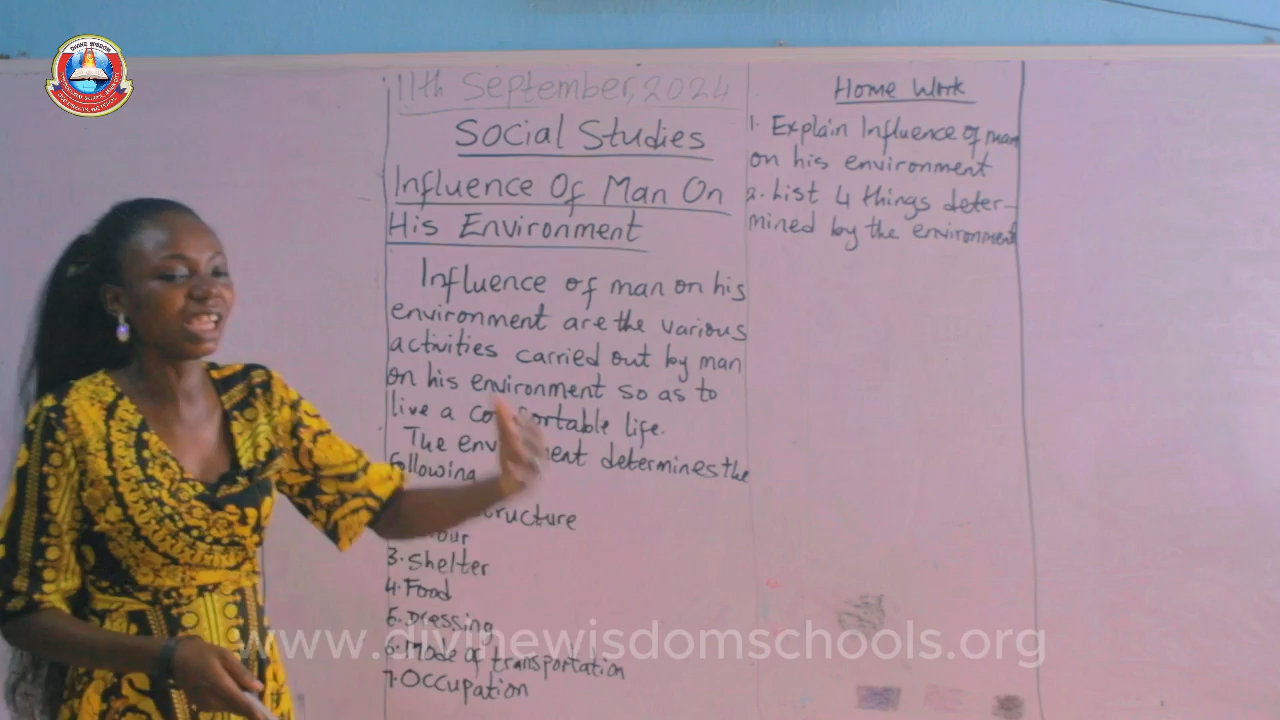 DIVINE WISDOM
11th September, 2024
Social Studies
Influence Of Man On
His Environment
Influence of man on his
environment are the various
activities carried out by man
on his environment so as to
live a comfortable life.
The environment determines the
following
3. Shelter
4. Food
5. Dressing
6. Mode of transportation
7. Occupation
Home Work
1. Explain Influence of man
on his environment
2. List 4 things deter-
mined by the environment
www.divinewisdomschools.org